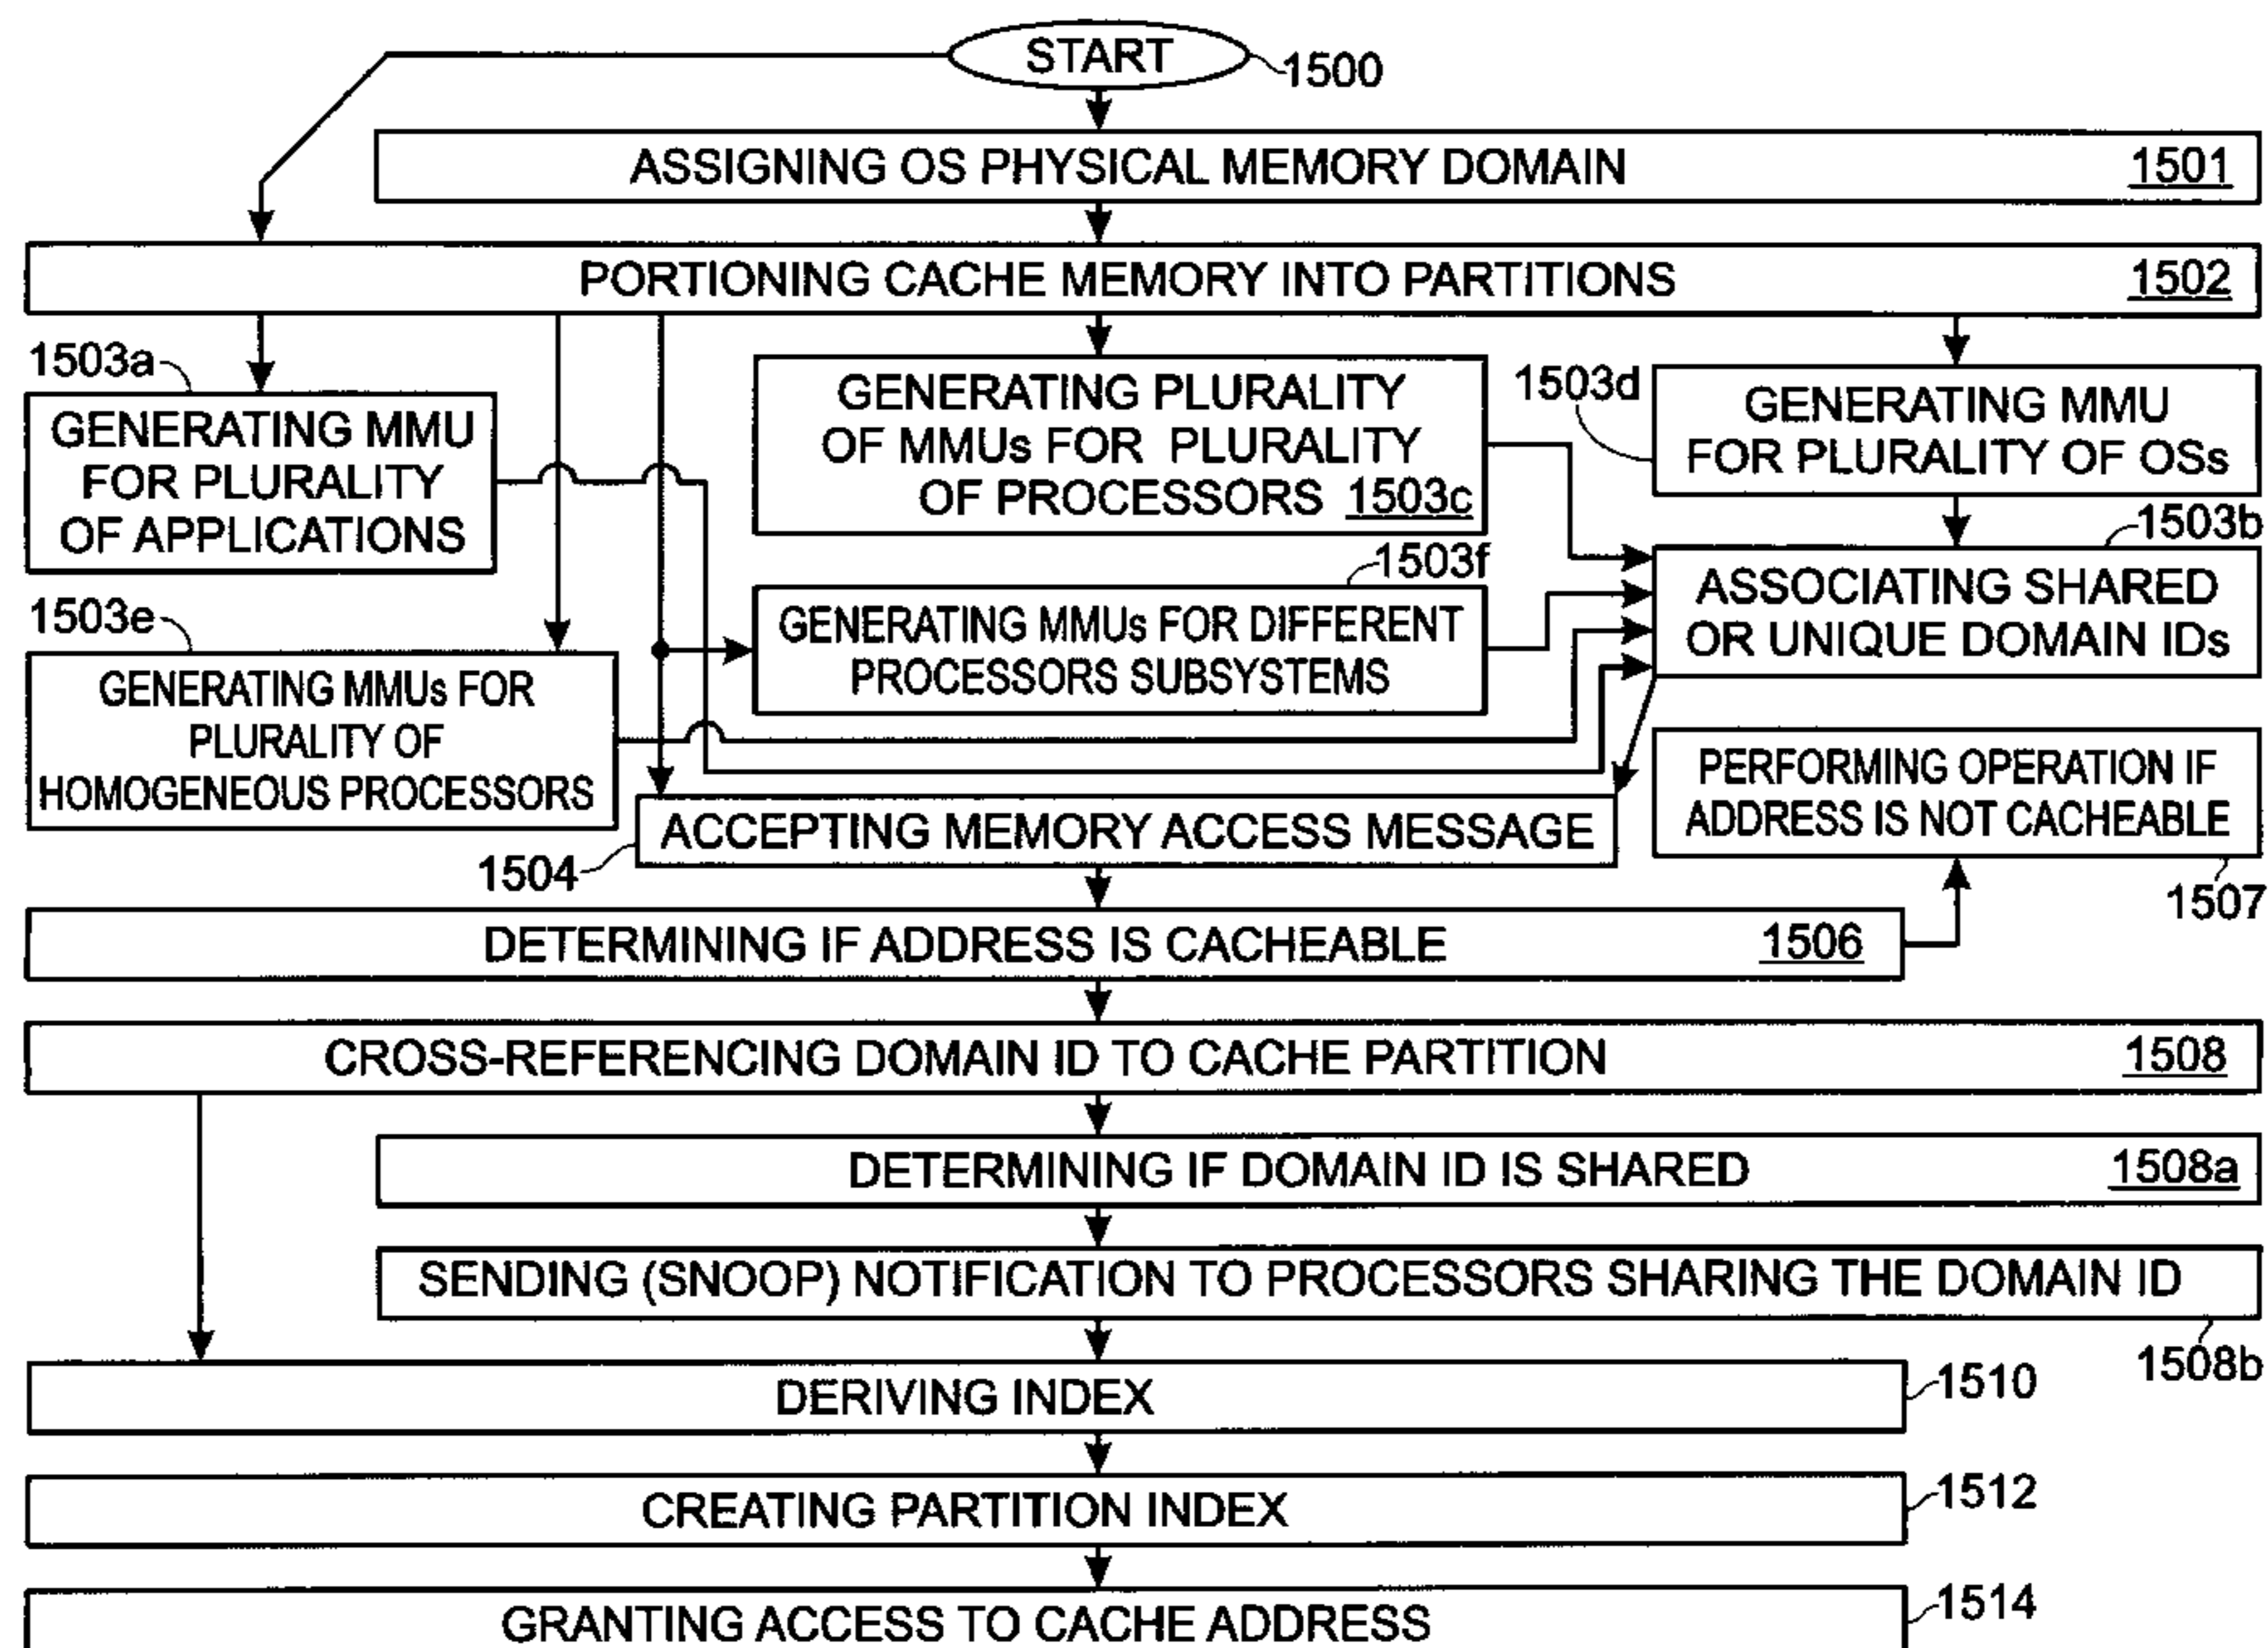 START
1500
ASSIGNING OS PHYSICAL MEMORY DOMAIN 1501
PORTIONING CACHE MEMORY INTO PARTITIONS 1502
1503a
GENERATING MMU
FOR PLURALITY
OF APPLICATIONS
GENERATING PLURALITY
OF MMUs FOR PLURALITY
OF PROCESSORS 1503c
1503d
GENERATING MMU
FOR PLURALITY OF OSs
1503b
ASSOCIATING SHARED
OR UNIQUE DOMAIN IDs
1503f
GENERATING MMUs FOR DIFFERENT
PROCESSORS SUBSYSTEMS
1503e
GENERATING MMUs FOR
PLURALITY OF
HOMOGENEOUS PROCESSORS
PERFORMING OPERATION IF
ADDRESS IS NOT CACHEABLE
1507
ACCEPTING MEMORY ACCESS MESSAGE
1504
DETERMINING IF ADDRESS IS CACHEABLE 1506
CROSS-REFERENCING DOMAIN ID TO CACHE PARTITION 1508
DETERMINING IF DOMAIN ID IS SHARED 1508a
SENDING (SNOOP) NOTIFICATION TO PROCESSORS SHARING THE DOMAIN ID
1508b
DERIVING INDEX
1510
CREATING PARTITION INDEX
1512
GRANTING ACCESS TO CACHE ADDRESS
1514